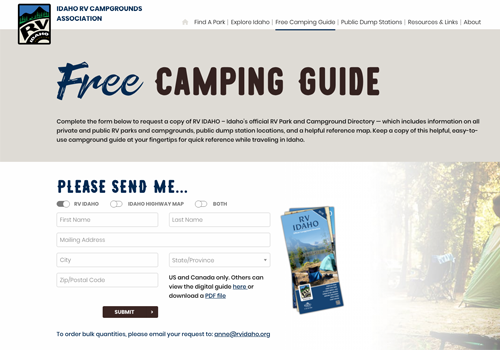 IDAHO RV CAMPGROUNDS
ASSOCIATION
Find A Park | Explore Idaho | Free Camping Guide | Public Dump Stations | Resources & Links | About
RV
IDAHO
Free CAMPING GUIDE
Complete the form below to request a copy of RV IDAHO – Idaho's official RV Park and Campground Directory — which includes information on all
private and public RV parks and campgrounds, public dump station locations, and a helpful reference map. Keep a copy of this helpful, easy-to-
use campground guide at your fingertips for quick reference while traveling in Idaho.
PLEASE SEND ME...
RV IDAHO IDAHO HIGHWAY MAP BOTH
First Name Last Name
Mailing Address
City State/Province
Zip/Postal Code
US and Canada only. Others can
view the digital guide here or
download a PDF file
SUBMIT
RV
IDAHO
To order bulk quantities, please email your request to: anne@rvidaho.org